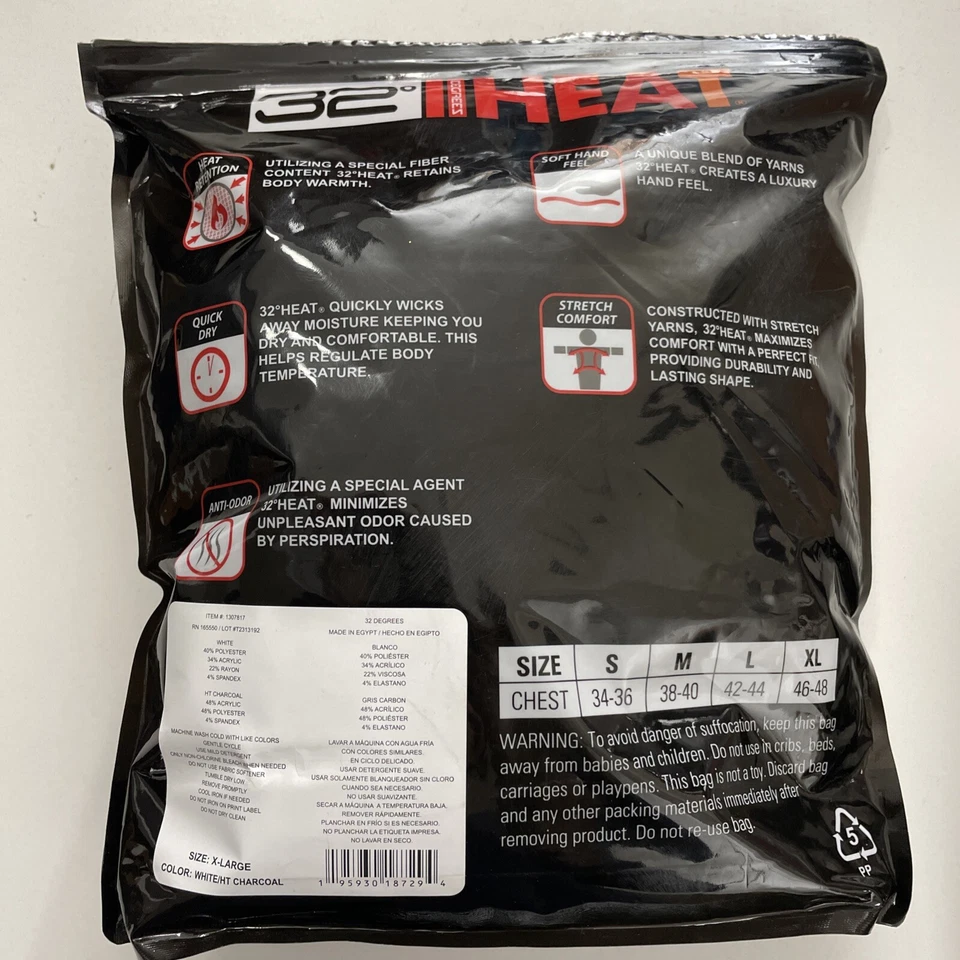 32° DEGREES HEAT®
HEAT
RETENTION
UTILIZING A SPECIAL FIBER
CONTENT 32°HEAT® RETAINS
BODY WARMTH.
SOFT HAND
FEEL
A UNIQUE BLEND OF YARNS
32°HEAT® CREATES A LUXURY
HAND FEEL.
QUICK
DRY
32°HEAT® QUICKLY WICKS
AWAY MOISTURE KEEPING YOU
DRY AND COMFORTABLE. THIS
HELPS REGULATE BODY
TEMPERATURE.
STRETCH
COMFORT
CONSTRUCTED WITH STRETCH
YARNS, 32°HEAT® MAXIMIZES
COMFORT WITH A PERFECT FIT,
PROVIDING DURABILITY AND
LASTING SHAPE.
ANTI-ODOR
UTILIZING A SPECIAL AGENT
32°HEAT® MINIMIZES
UNPLEASANT ODOR CAUSED
BY PERSPIRATION.
ITEM #: 1307817
RN 165550 / LOT #T2313192
WHITE
40% POLYESTER
34% ACRYLIC
22% RAYON
4% SPANDEX
HT CHARCOAL
48% ACRYLIC
48% POLYESTER
4% SPANDEX
MACHINE WASH COLD WITH LIKE COLORS
GENTLE CYCLE
USE MILD DETERGENT
ONLY NON-CHLORINE BLEACH WHEN NEEDED
DO NOT USE FABRIC SOFTENER
TUMBLE DRY LOW
REMOVE PROMPTLY
COOL IRON IF NEEDED
DO NOT IRON ON PRINT LABEL
DO NOT DRY CLEAN
SIZE: X-LARGE
COLOR: WHITE/HT CHARCOAL
32 DEGREES
MADE IN EGYPT / HECHO EN EGIPTO
BLANCO
40% POLIÉSTER
34% ACRÍLICO
22% VISCOSA
4% ELASTANO
GRIS CARBON
48% ACRÍLICO
48% POLIÉSTER
4% ELASTANO
LAVAR A MÁQUINA CON AGUA FRÍA
CON COLORES SIMILARES.
EN CICLO DELICADO.
USAR DETERGENTE SUAVE.
USAR SOLAMENTE BLANQUEADOR SIN CLORO
CUANDO SEA NECESARIO.
NO USAR SUAVIZANTE.
SECAR A MÁQUINA A TEMPERATURA BAJA.
REMOVER RÁPIDAMENTE.
PLANCHAR EN FRÍO SI ES NECESARIO.
NO PLANCHAR LA ETIQUETA IMPRESA.
NO LAVAR EN SECO.
1 95930 18729 4
SIZE S M L XL
CHEST 34-36 38-40 42-44 46-48
WARNING: To avoid danger of suffocation, keep this bag
away from babies and children. Do not use in cribs, beds,
carriages or playpens. This bag is not a toy. Discard bag
and any other packing materials immediately after
removing product. Do not re-use bag.
5
PP